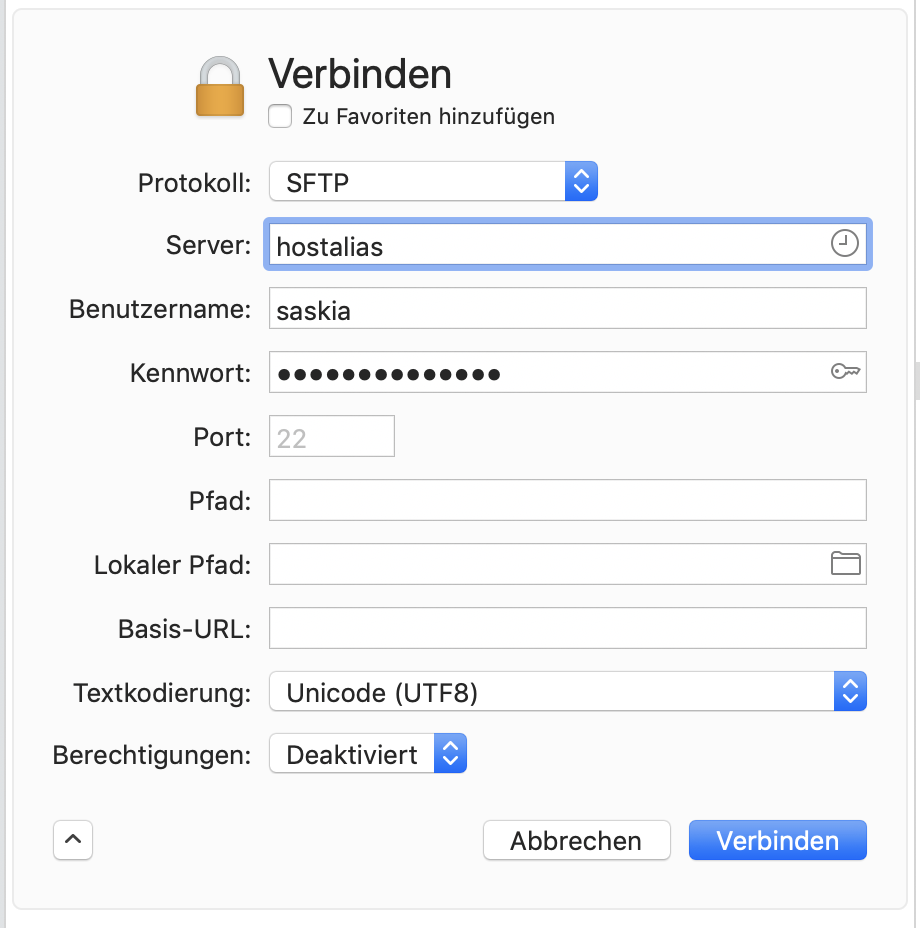 Verbinden
Zu Favoriten hinzufügen
Protokoll: SFTP
Server: hostalias
Benutzername: saskia
Kennwort: ●●●●●●●●●●●●●●
Port: 22
Pfad:
Lokaler Pfad:
Basis-URL:
Textkodierung: Unicode (UTF8)
Berechtigungen: Deaktiviert
Abbrechen Verbinden